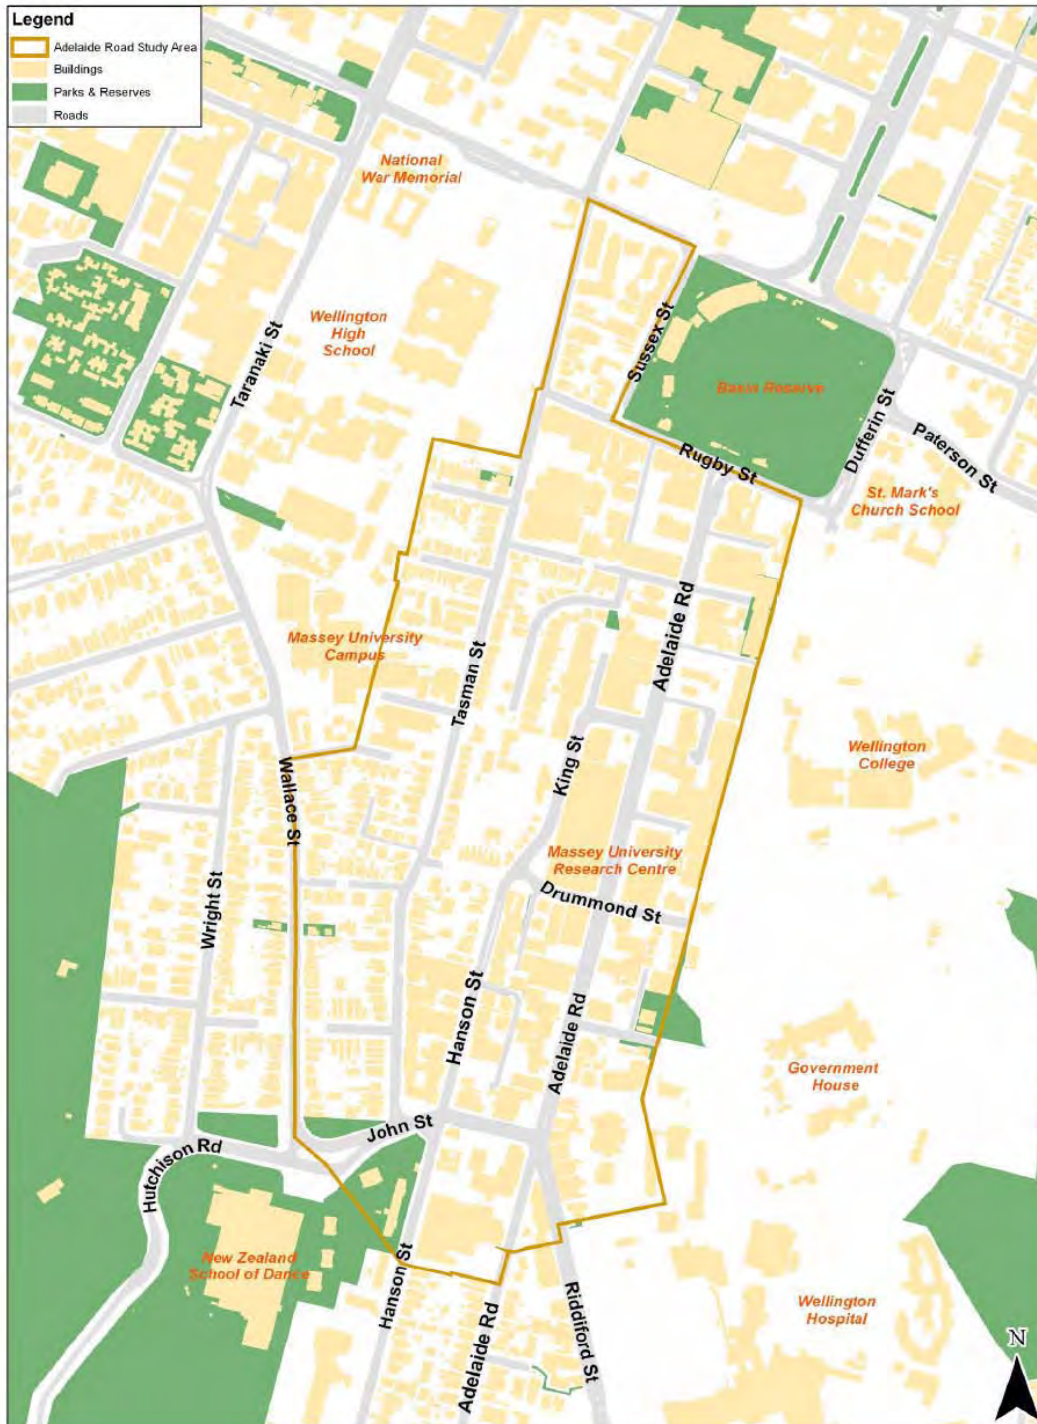 Legend
Adelaide Road Study Area
Buildings
Parks & Reserves
Roads
National
War Memorial
Wellington
High
School
Taranaki St
Sussex St
Basin Reserve
Dufferin St
Paterson St
Rugby St
St. Mark's
Church School
Massey University
Campus
Tasman St
Adelaide Rd
King St
Wellington
College
Wallace St
Massey University
Research Centre
Wright St
Drummond St
Hanson St
Adelaide Rd
Government
House
John St
Hutchison Rd
New Zealand
School of Dance
Hanson St
Adelaide Rd
Riddiford St
Wellington
Hospital
N